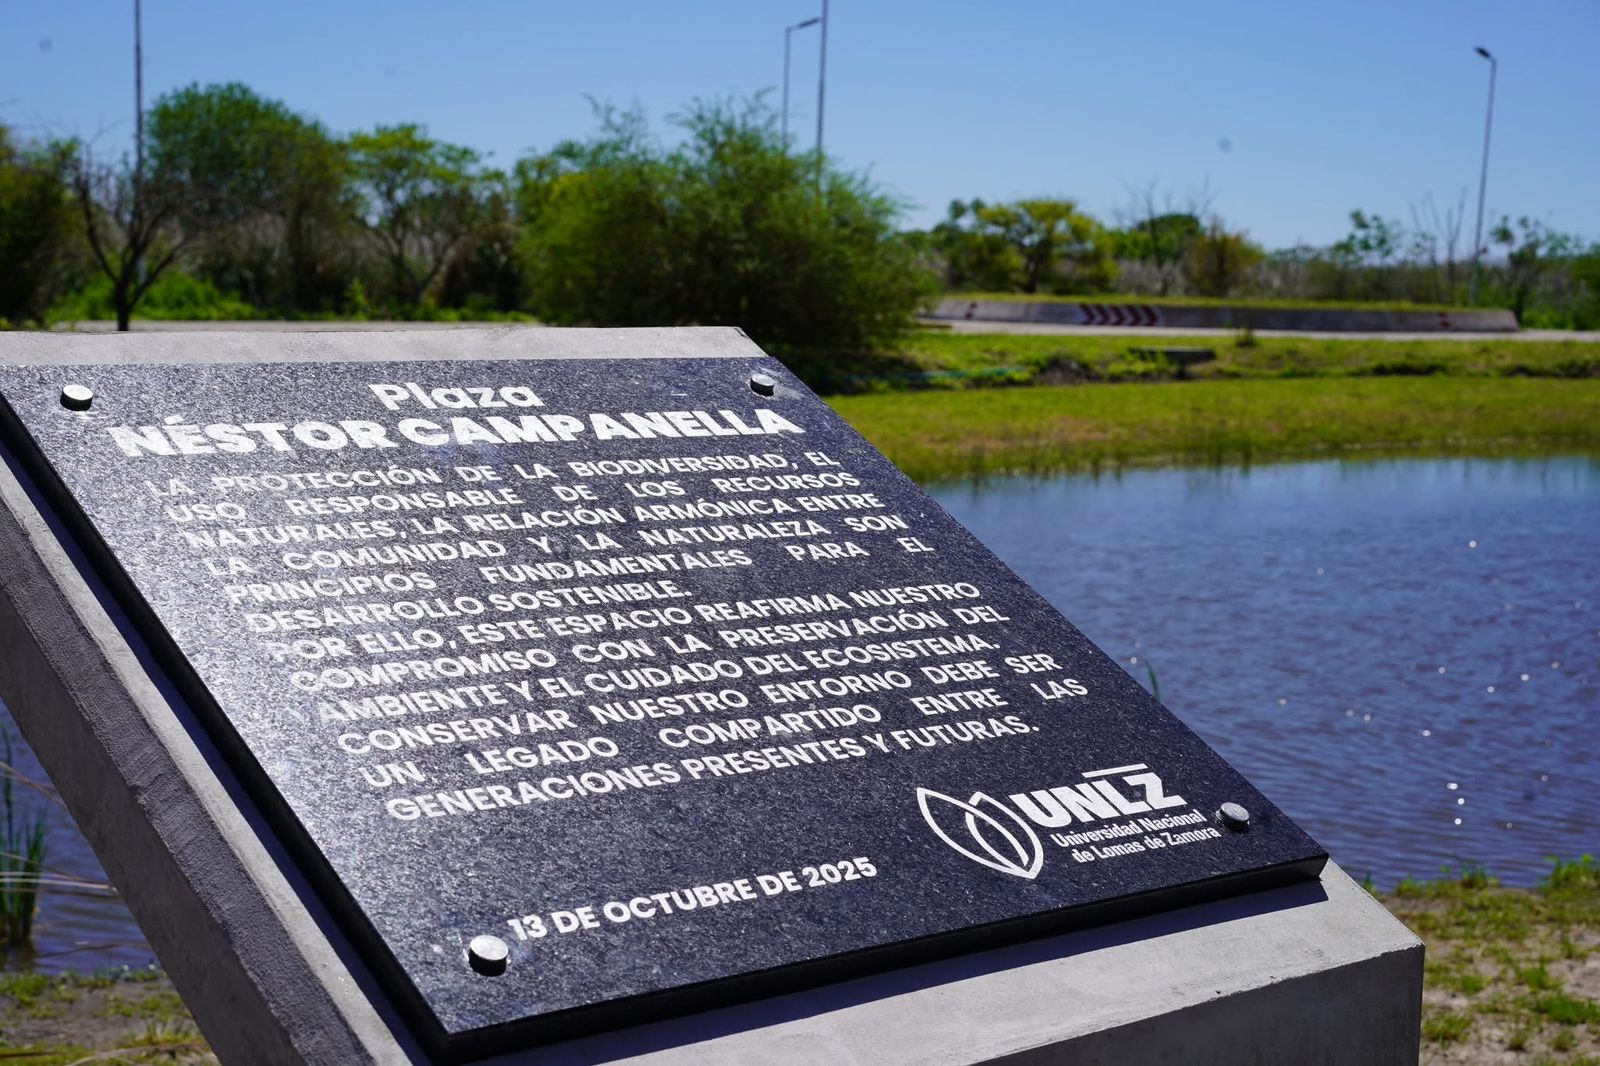 Plaza
NÉSTOR CAMPANELLA
LA PROTECCIÓN DE LA BIODIVERSIDAD, EL
USO RESPONSABLE DE LOS RECURSOS
NATURALES, LA RELACIÓN ARMÓNICA ENTRE
LA COMUNIDAD Y LA NATURALEZA SON
PRINCIPIOS FUNDAMENTALES PARA EL
DESARROLLO SOSTENIBLE.
POR ELLO, ESTE ESPACIO REAFIRMA NUESTRO
COMPROMISO CON LA PRESERVACIÓN DEL
AMBIENTE Y EL CUIDADO DEL ECOSISTEMA.
CONSERVAR NUESTRO ENTORNO DEBE SER
UN LEGADO COMPARTIDO ENTRE LAS
GENERACIONES PRESENTES Y FUTURAS.
UNLZ
Universidad Nacional
de Lomas de Zamora
13 DE OCTUBRE DE 2025